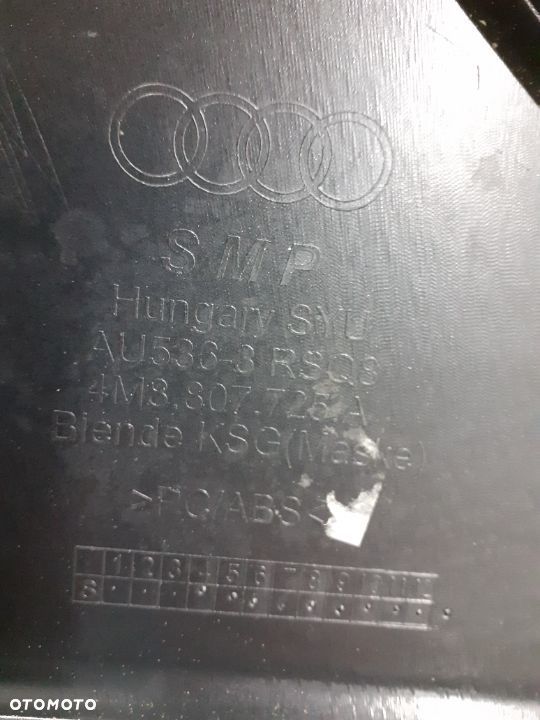 SMP
Hungary SYU
AU536-3 RSQ8
4M8.807.725 A
Blende KSG(Maske)
>PC/ABS<
1 2 3 4 5 6 7 8 9 10 11 12
OTOMOTO